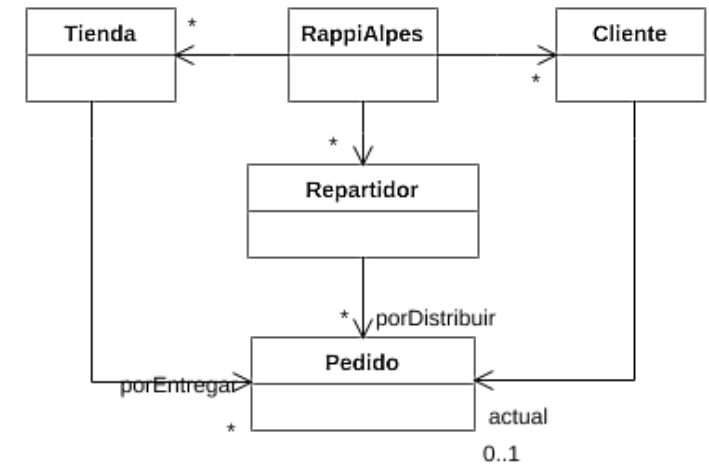 *
Tienda
RappiAlpes
Cliente
*
*
Repartidor
*
porDistribuir
Pedido
porEntregar
actual
*
0..1